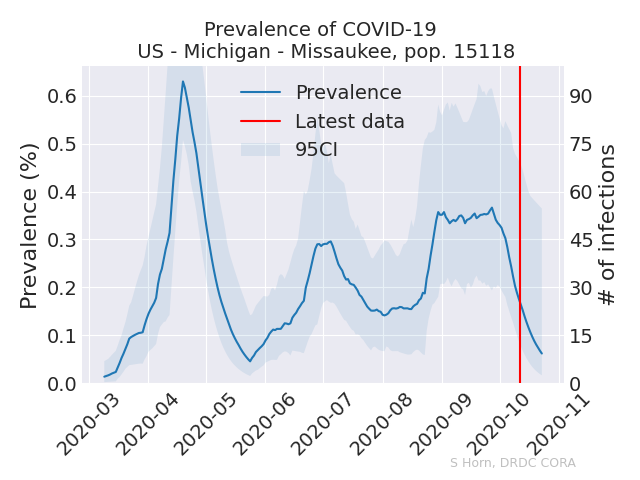 Prevalence of COVID-19
US - Michigan - Missaukee, pop. 15118
Prevalence
Latest data
95CI
Prevalence (%)
0.6
0.5
0.4
0.3
0.2
0.1
0.0
# of infections
90
75
60
45
30
15
0
2020-03
2020-04
2020-05
2020-06
2020-07
2020-08
2020-09
2020-10
2020-11
S Horn, DRDC CORA